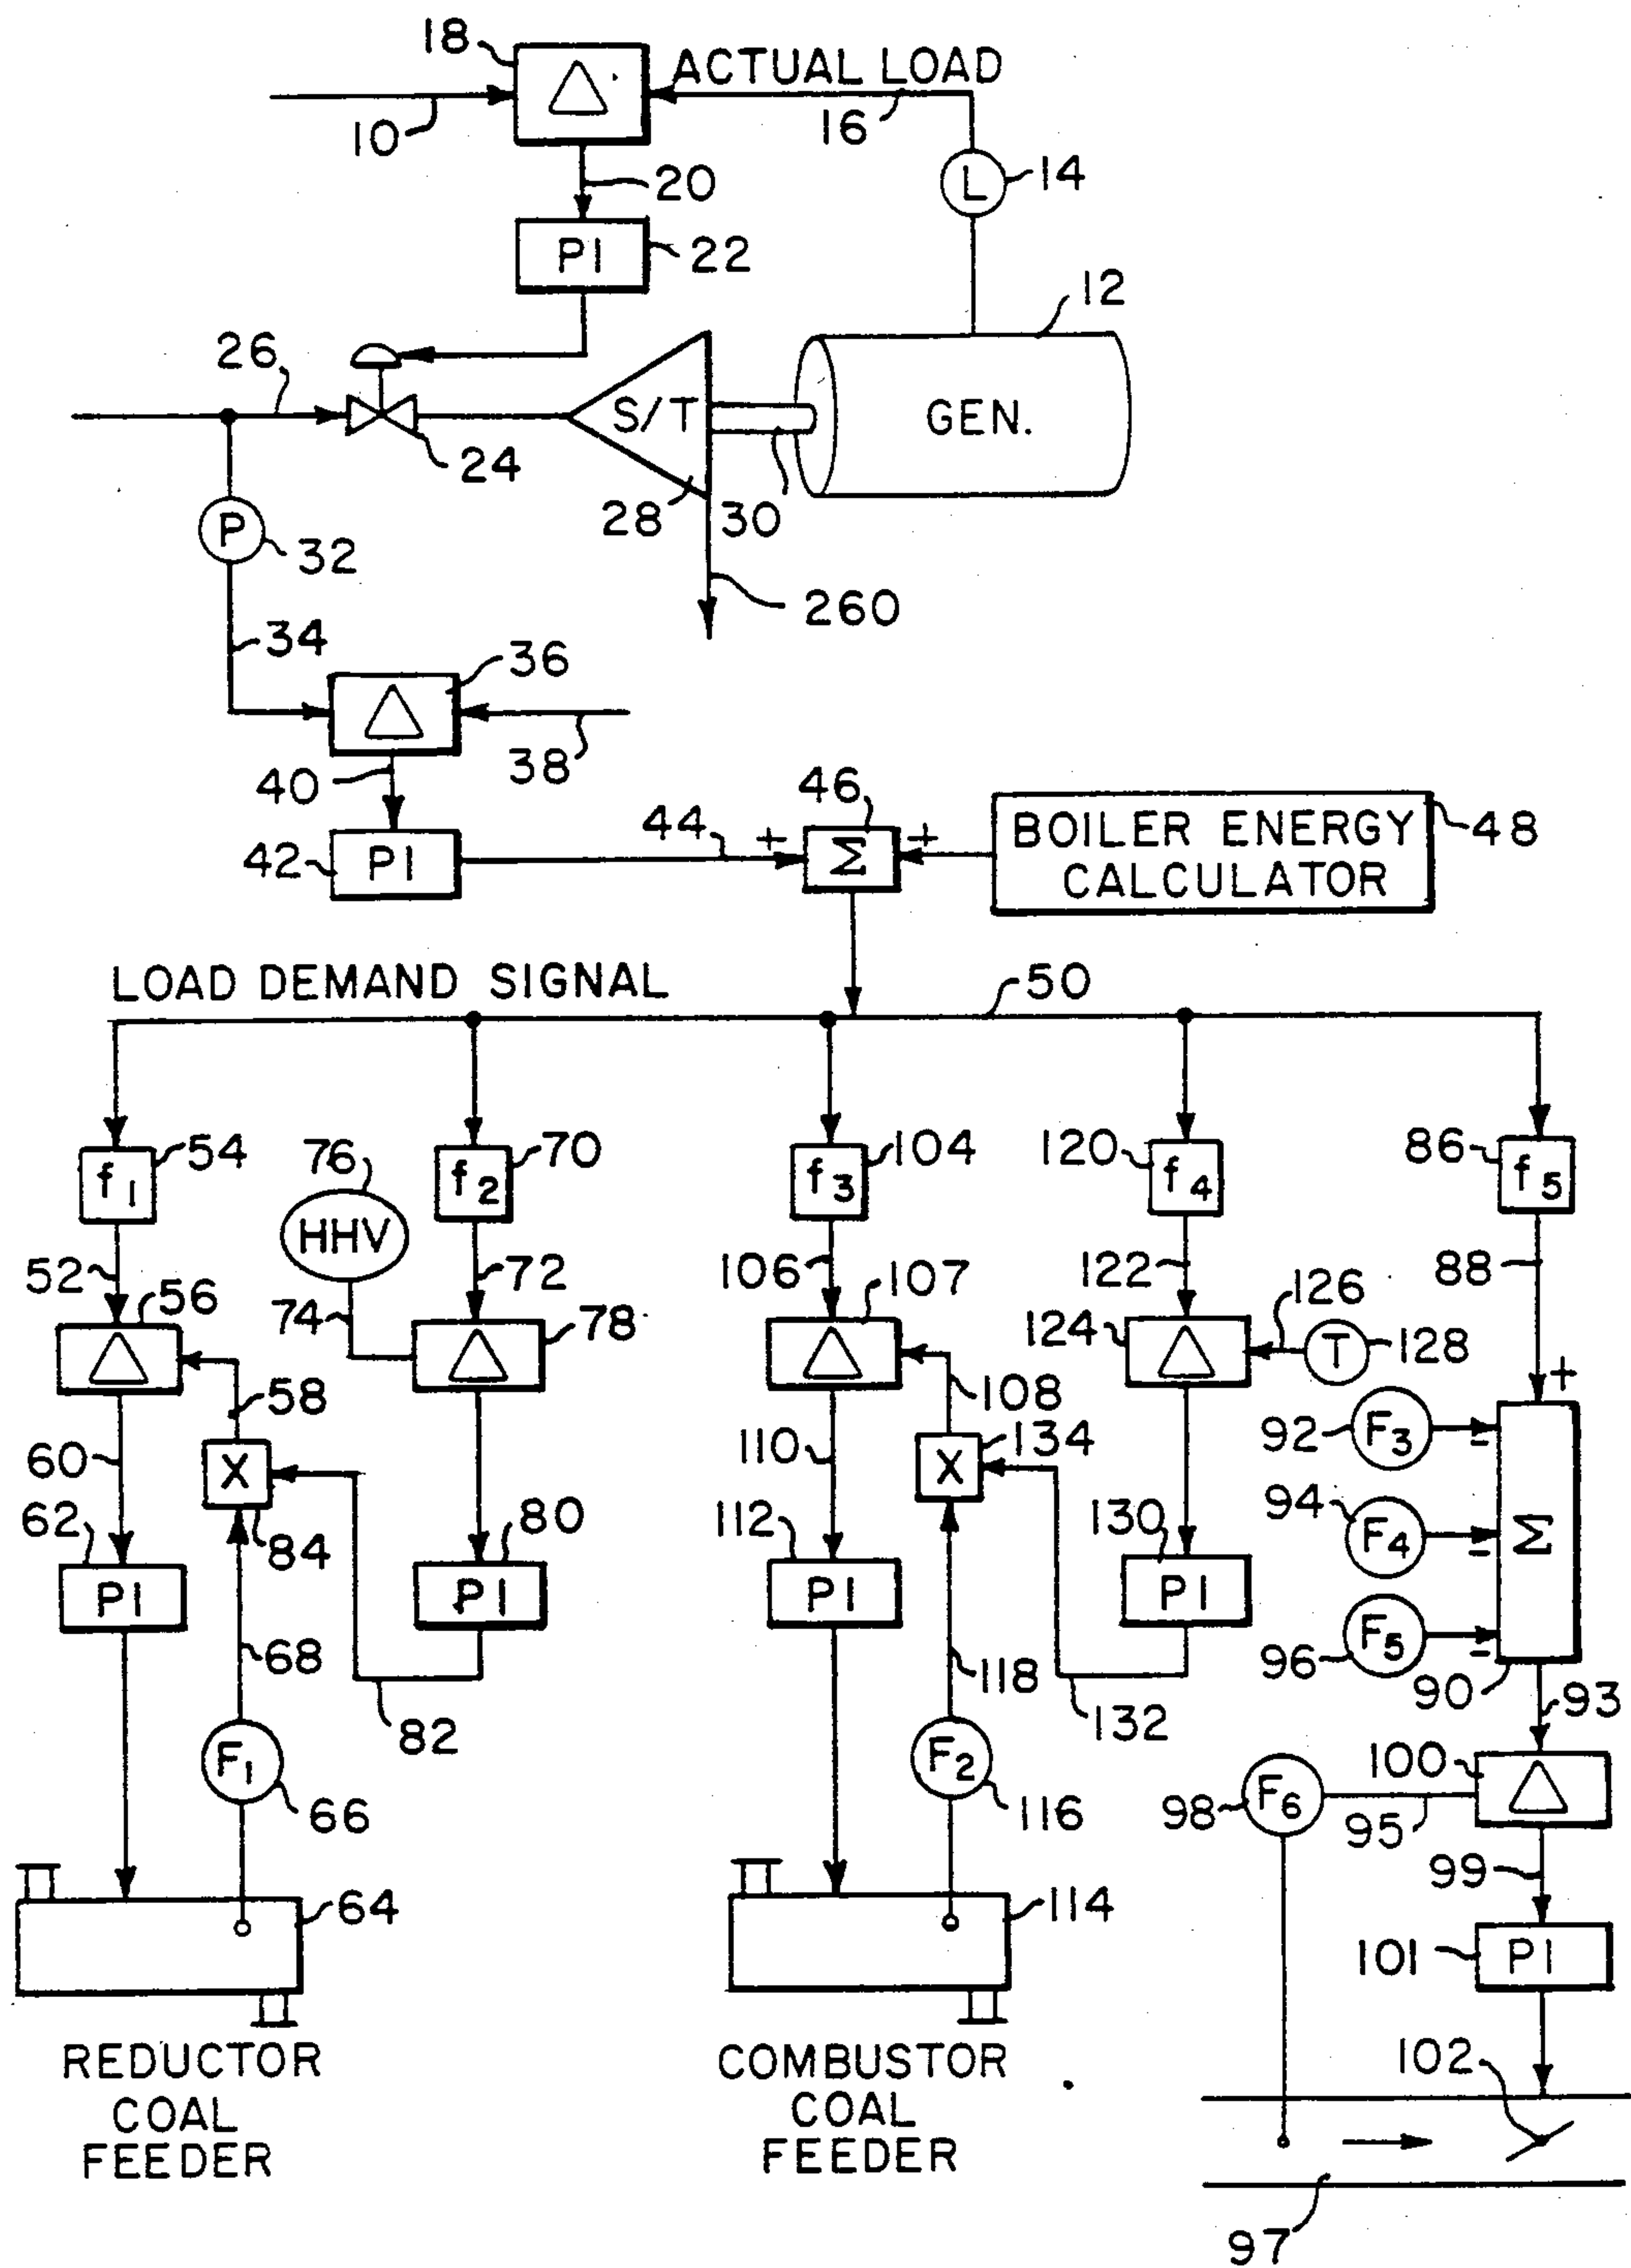 18
ACTUAL LOAD
10
16
20
L
14
PI
22
12
26
S/T
GEN.
24
28
30
P
32
260
34
36
38
40
46
44
+
+
BOILER ENERGY
CALCULATOR
48
42
PI
Σ
LOAD DEMAND SIGNAL
50
f1
54
76
f2
70
f3
104
120
f4
86
f5
HHV
52
72
106
122
88
56
74
78
107
124
126
T
128
58
108
+
60
X
110
X
134
92
F3
-
62
84
80
112
130
94
F4
-
Σ
PI
PI
PI
PI
68
118
96
F5
-
90
93
82
132
F1
66
F2
116
98
F6
95
100
99
64
114
101
PI
REDUCTOR
COAL
FEEDER
COMBUSTOR
COAL
FEEDER
102
97